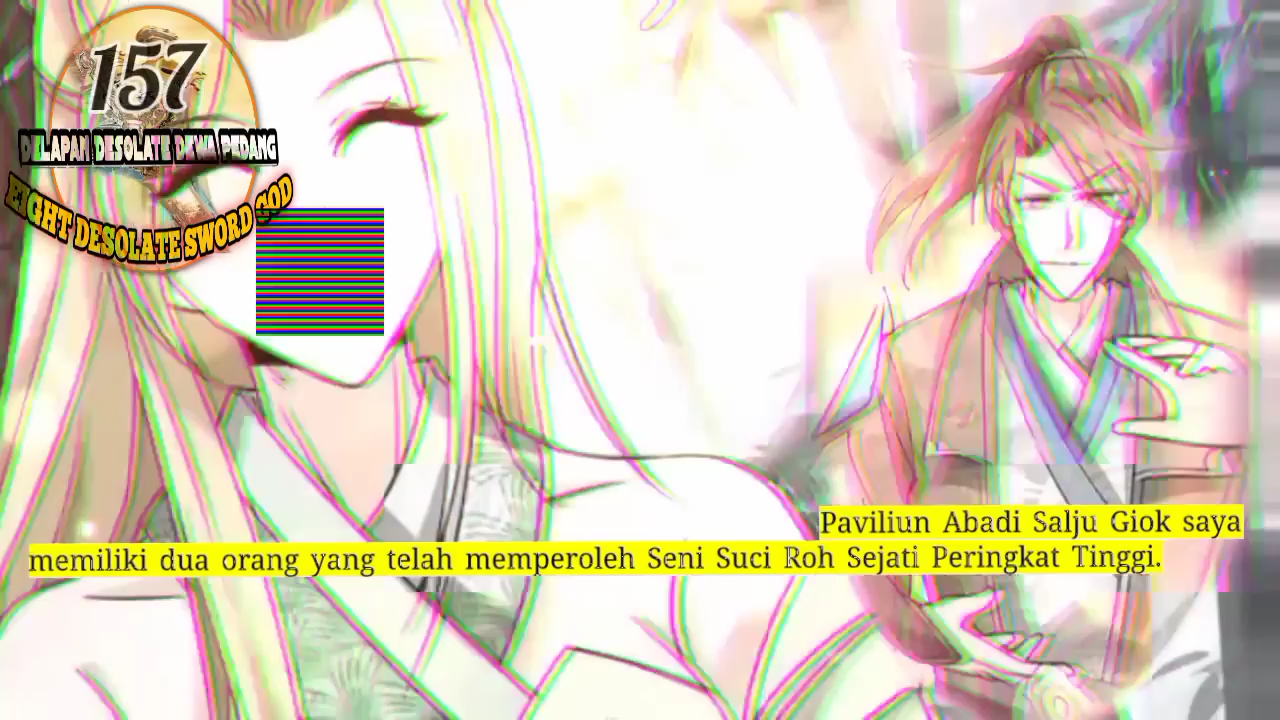 157
DELAPAN DESOLATE DEWA PEDANG
EIGHT DESOLATE SWORD GOD
Paviliun Abadi Salju Giok saya
memiliki dua orang yang telah memperoleh Seni Suci Roh Sejati Peringkat Tinggi.